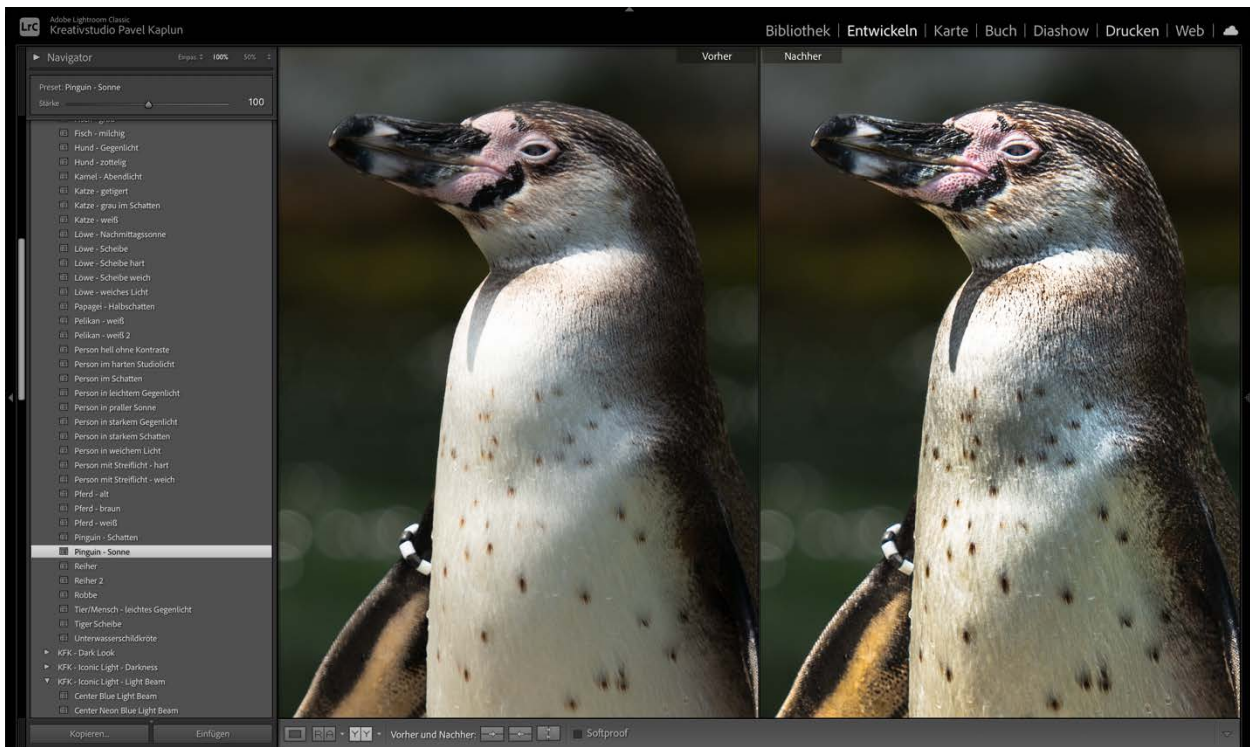 LrC
Adobe Lightroom Classic
Kreativstudio Pavel Kaplun
Bibliothek | Entwickeln | Karte | Buch | Diashow | Drucken | Web |
Navigator
100% 50%
Preset: Pinguin - Sonne
Stärke 100
Fisch - milchig
Hund - Gegenlicht
Hund - zottelig
Kamel - Abendlicht
Katze - getigert
Katze - grau im Schatten
Katze - weiß
Löwe - Nachmittagssonne
Löwe - Scheibe
Löwe - Scheibe hart
Löwe - Scheibe weich
Löwe - weiches Licht
Papagei - Halbschatten
Pelikan - weiß
Pelikan - weiß 2
Person hell ohne Kontraste
Person im harten Studiolicht
Person im Schatten
Person in leichtem Gegenlicht
Person in praller Sonne
Person in starkem Gegenlicht
Person in starkem Schatten
Person in weichem Licht
Person mit Streiflicht - hart
Person mit Streiflicht - weich
Pferd - alt
Pferd - braun
Pferd - weiß
Pinguin - Schatten
Pinguin - Sonne
Reiher
Reiher 2
Robbe
Tier/Mensch - leichtes Gegenlicht
Tiger Scheibe
Unterwasserschildkröte
KFK - Dark Look
KFK - Iconic Light - Darkness
KFK - Iconic Light - Light Beam
Center Blue Light Beam
Center Neon Blue Light Beam
Kopieren... Einfügen
Vorher
Nachher
RA YY Vorher und Nachher: Softproof